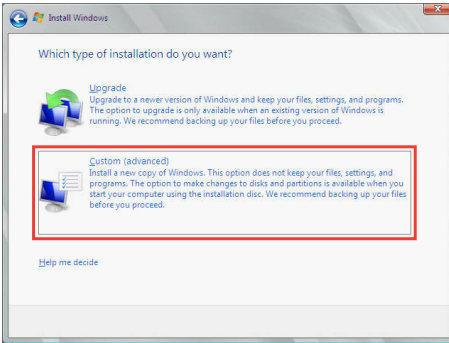 Install Windows
Which type of installation do you want?
Upgrade
Upgrade to a newer version of Windows and keep your files, settings, and programs.
The option to upgrade is only available when an existing version of Windows is
running. We recommend backing up your files before you proceed.
Custom (advanced)
Install a new copy of Windows. This option does not keep your files, settings, and
programs. The option to make changes to disks and partitions is available when you
start your computer using the installation disc. We recommend backing up your files
before you proceed.
Help me decide